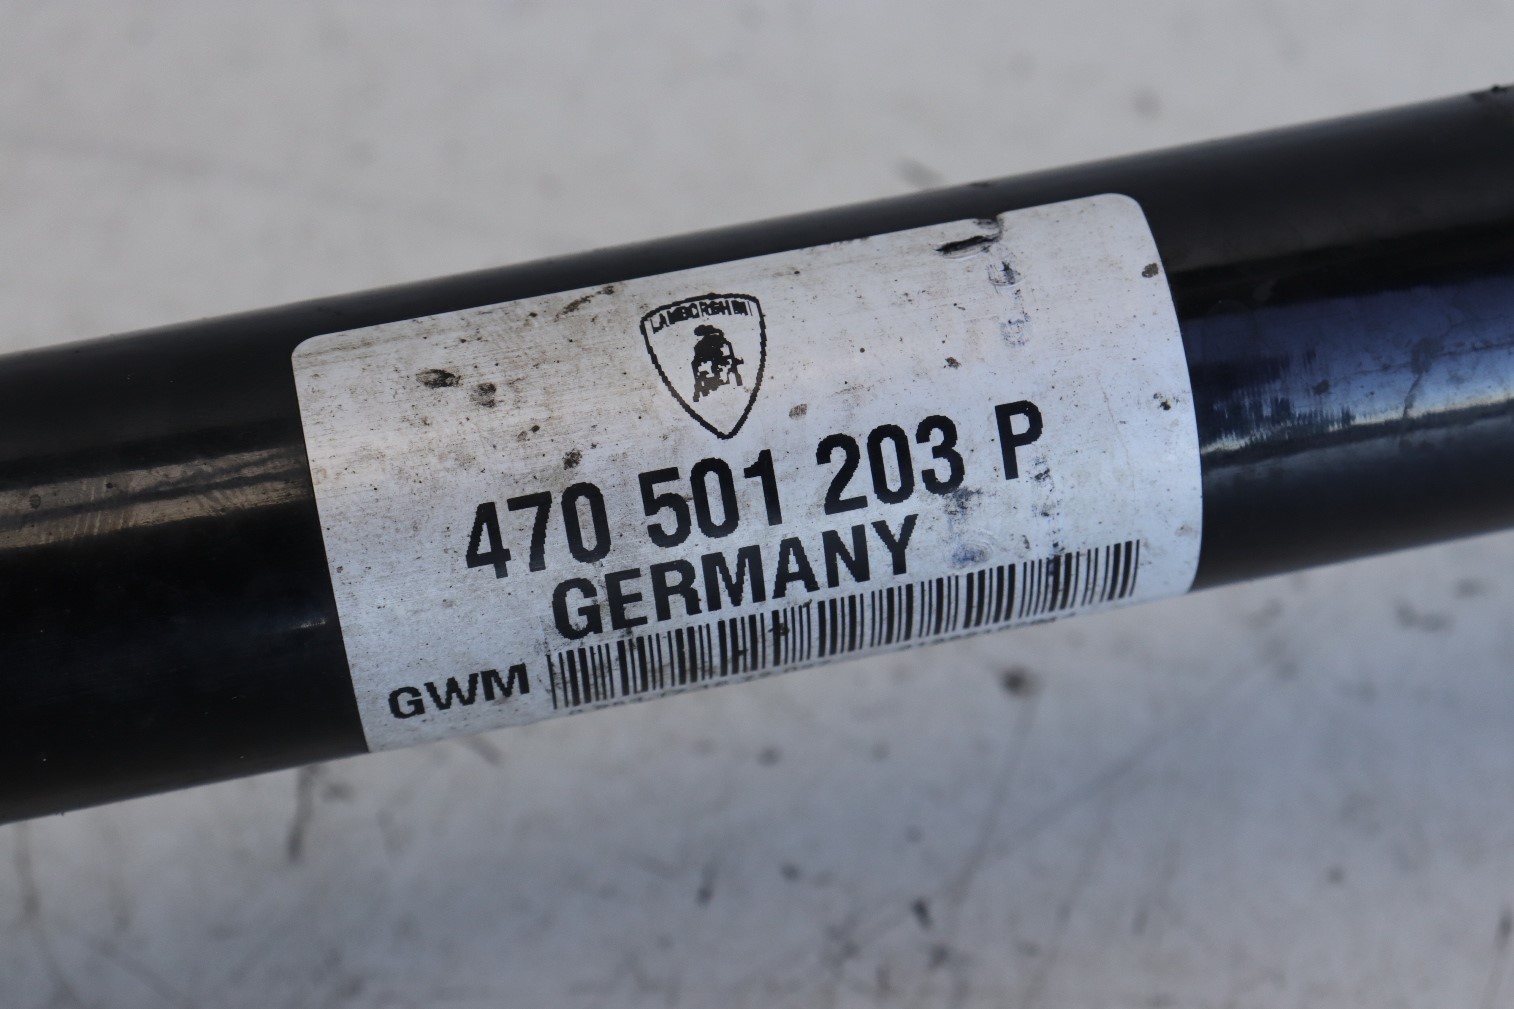 LAMBORGHINI
470 501 203 P
GERMANY
GWM